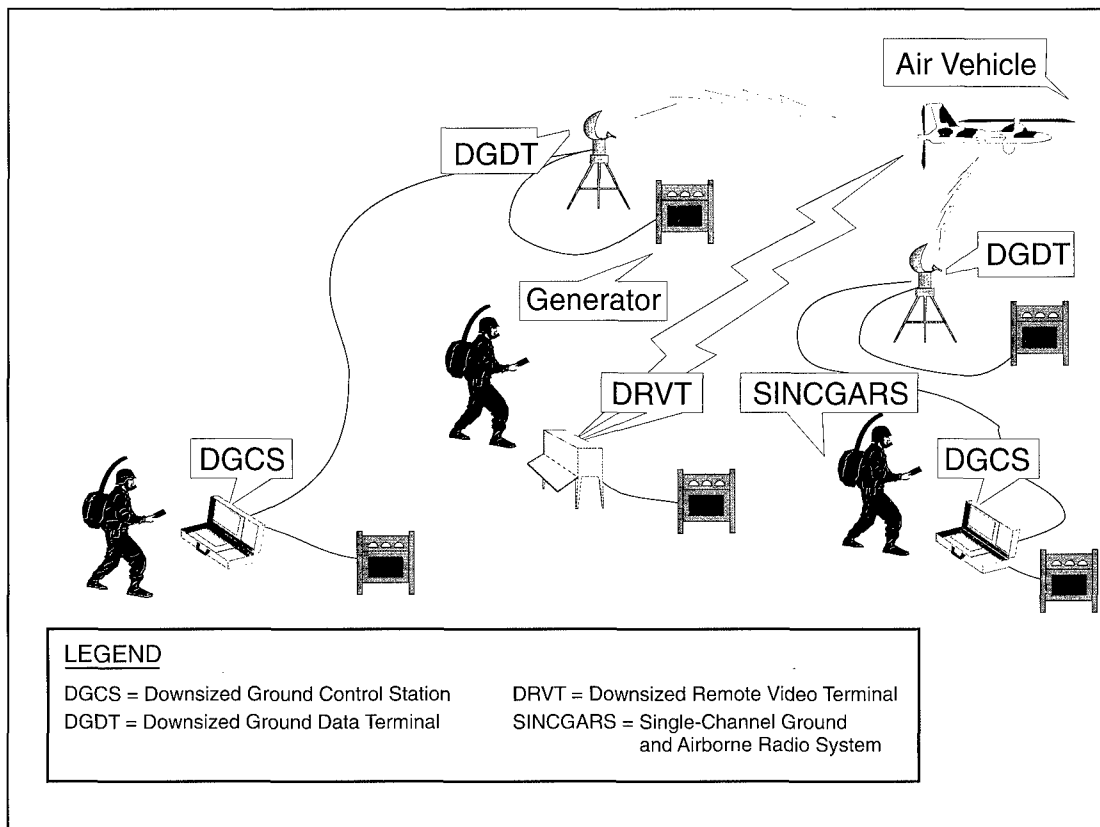 Air Vehicle
DGDT
DGDT
Generator
DRVT
SINCGARS
DGCS
DGCS
LEGEND
DGCS = Downsized Ground Control Station
DGDT = Downsized Ground Data Terminal
DRVT = Downsized Remote Video Terminal
SINCGARS = Single-Channel Ground
and Airborne Radio System